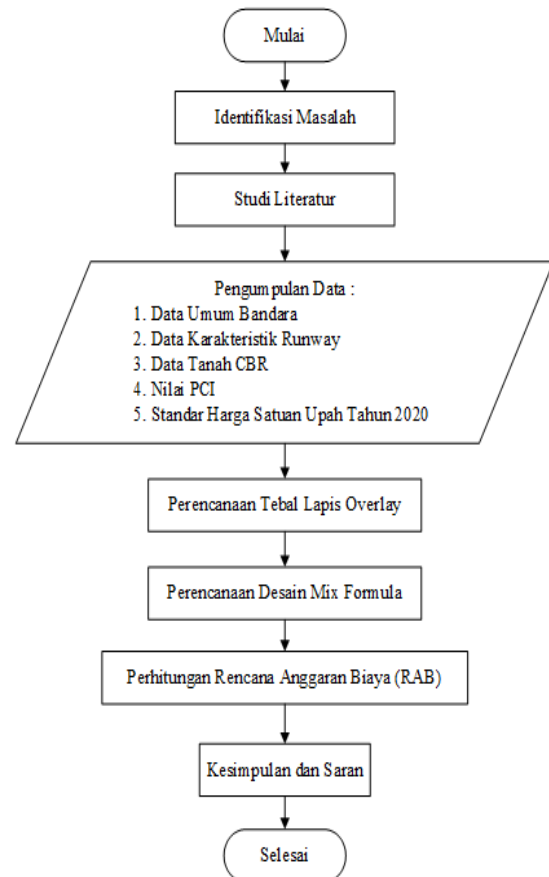 Mulai
Identifikasi Masalah
Studi Literatur
Pengumpulan Data :
1. Data Umum Bandara
2. Data Karakteristik Runway
3. Data Tanah CBR
4. Nilai PCI
5. Standar Harga Satuan Upah Tahun 2020
Perencanaan Tebal Lapis Overlay
Perencanaan Desain Mix Formula
Perhitungan Rencana Anggaran Biaya (RAB)
Kesimpulan dan Saran
Selesai